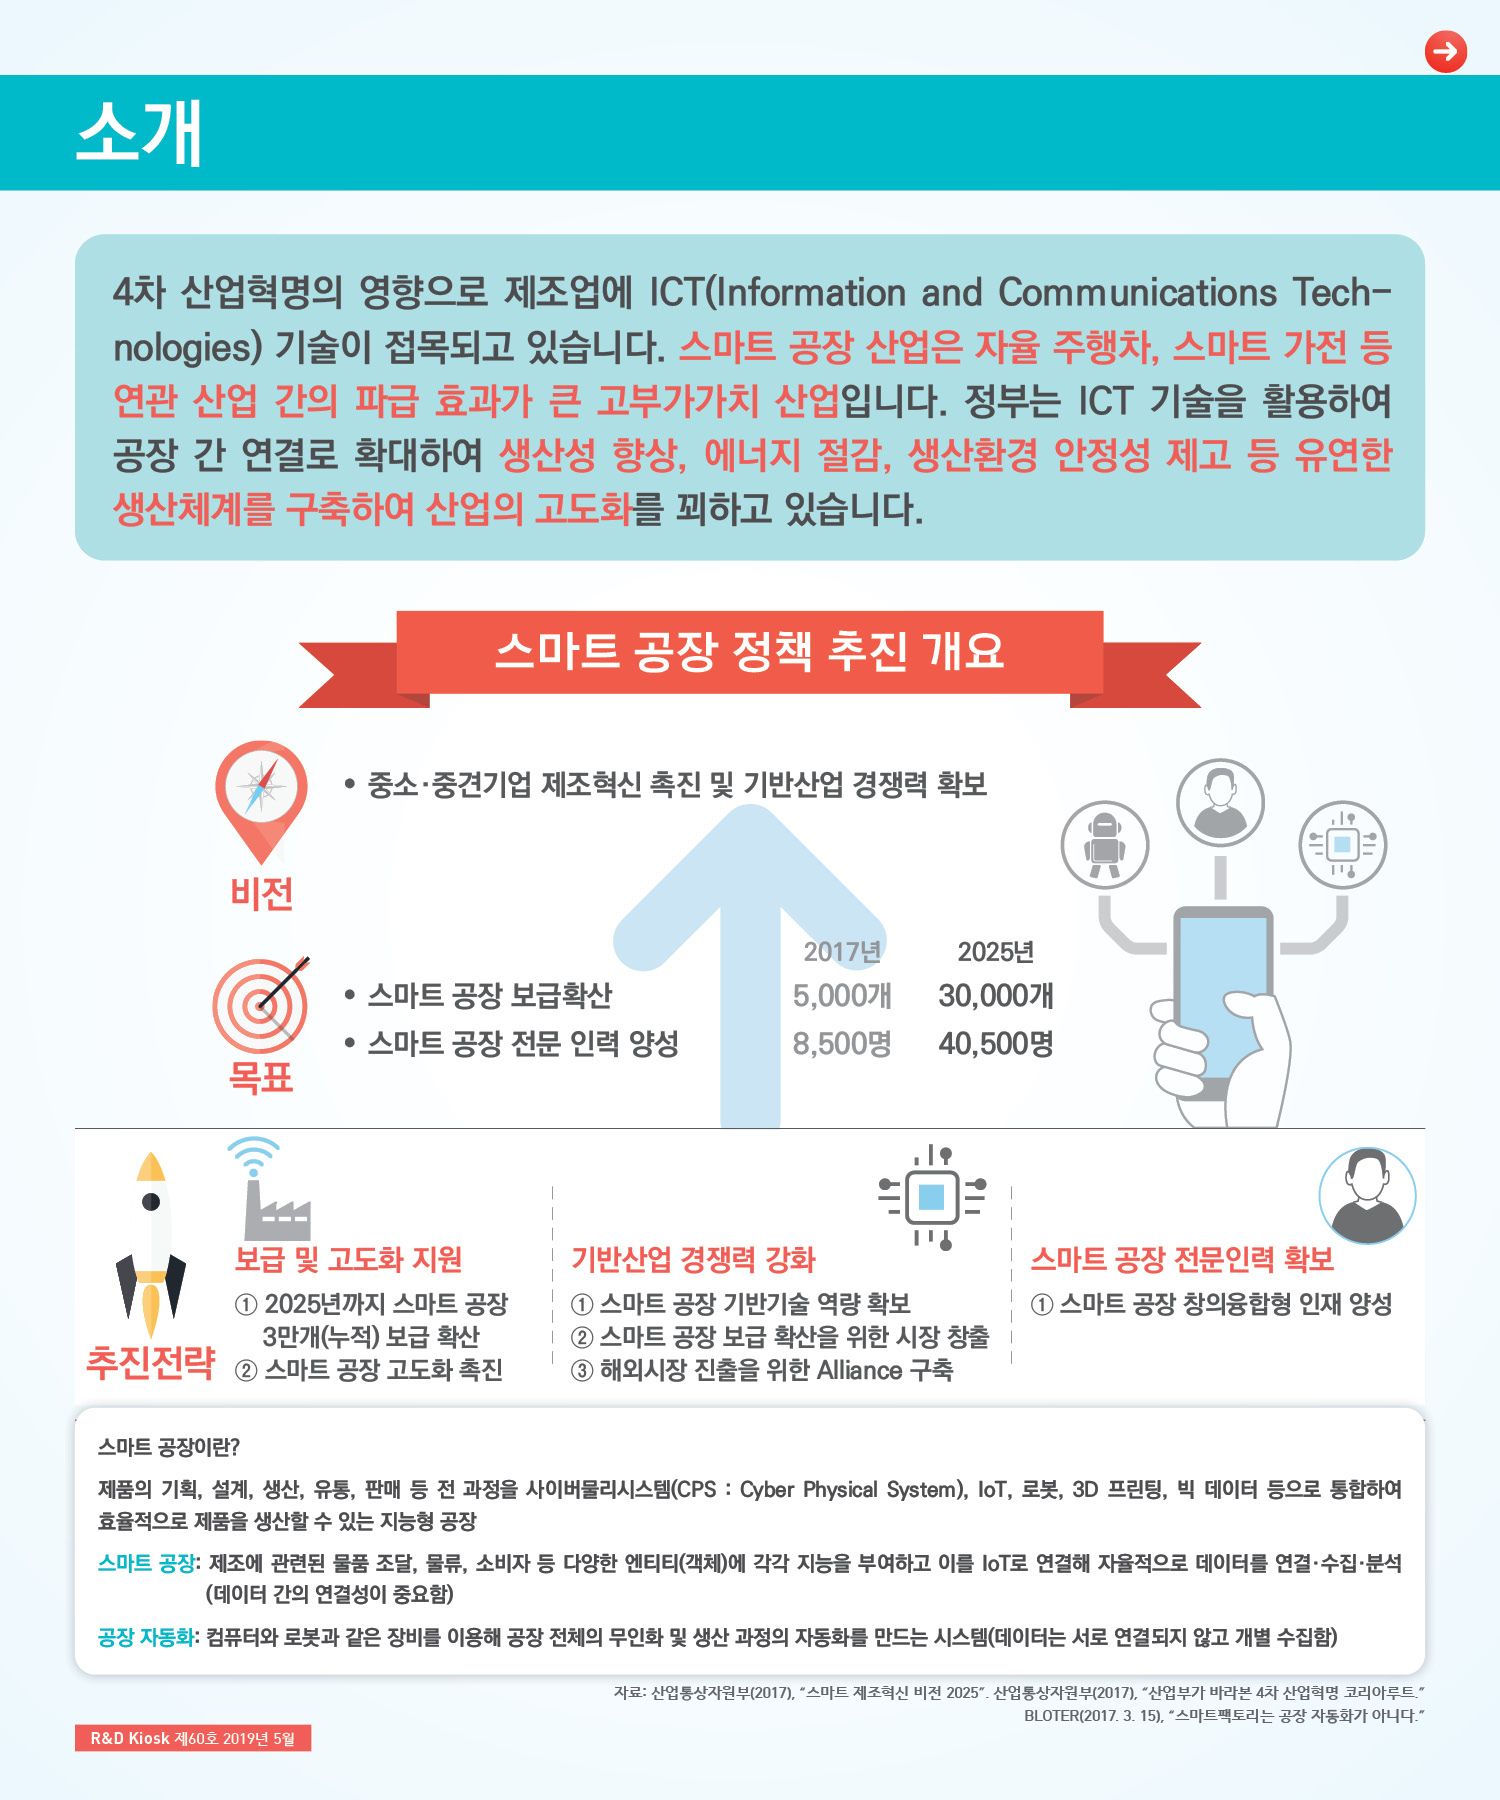 소개
4차 산업혁명의 영향으로 제조업에 ICT(Information and Communications Tech-
nologies) 기술이 접목되고 있습니다. 스마트 공장 산업은 자율 주행차, 스마트 가전 등
연관 산업 간의 파급 효과가 큰 고부가가치 산업입니다. 정부는 ICT 기술을 활용하여
공장 간 연결로 확대하여 생산성 향상, 에너지 절감, 생산환경 안정성 제고 등 유연한
생산체계를 구축하여 산업의 고도화를 꾀하고 있습니다.
스마트 공장 정책 추진 개요
비전
• 중소·중견기업 제조혁신 촉진 및 기반산업 경쟁력 확보
목표
2017년 2025년
• 스마트 공장 보급확산 5,000개 30,000개
• 스마트 공장 전문 인력 양성 8,500명 40,500명
추진전략
보급 및 고도화 지원
① 2025년까지 스마트 공장
3만개(누적) 보급 확산
② 스마트 공장 고도화 촉진
기반산업 경쟁력 강화
① 스마트 공장 기반기술 역량 확보
② 스마트 공장 보급 확산을 위한 시장 창출
③ 해외시장 진출을 위한 Alliance 구축
스마트 공장 전문인력 확보
① 스마트 공장 창의융합형 인재 양성
스마트 공장이란?
제품의 기획, 설계, 생산, 유통, 판매 등 전 과정을 사이버물리시스템(CPS : Cyber Physical System), IoT, 로봇, 3D 프린팅, 빅 데이터 등으로 통합하여
효율적으로 제품을 생산할 수 있는 지능형 공장
스마트 공장: 제조에 관련된 물품 조달, 물류, 소비자 등 다양한 엔티티(객체)에 각각 지능을 부여하고 이를 IoT로 연결해 자율적으로 데이터를 연결·수집·분석
(데이터 간의 연결성이 중요함)
공장 자동화: 컴퓨터와 로봇과 같은 장비를 이용해 공장 전체의 무인화 및 생산 과정의 자동화를 만드는 시스템(데이터는 서로 연결되지 않고 개별 수집함)
자료: 산업통상자원부(2017), “스마트 제조혁신 비전 2025”. 산업통상자원부(2017), “산업부가 바라본 4차 산업혁명 코리아루트.”
BLOTER(2017. 3. 15), “스마트팩토리는 공장 자동화가 아니다.”
R&D Kiosk 제60호 2019년 5월